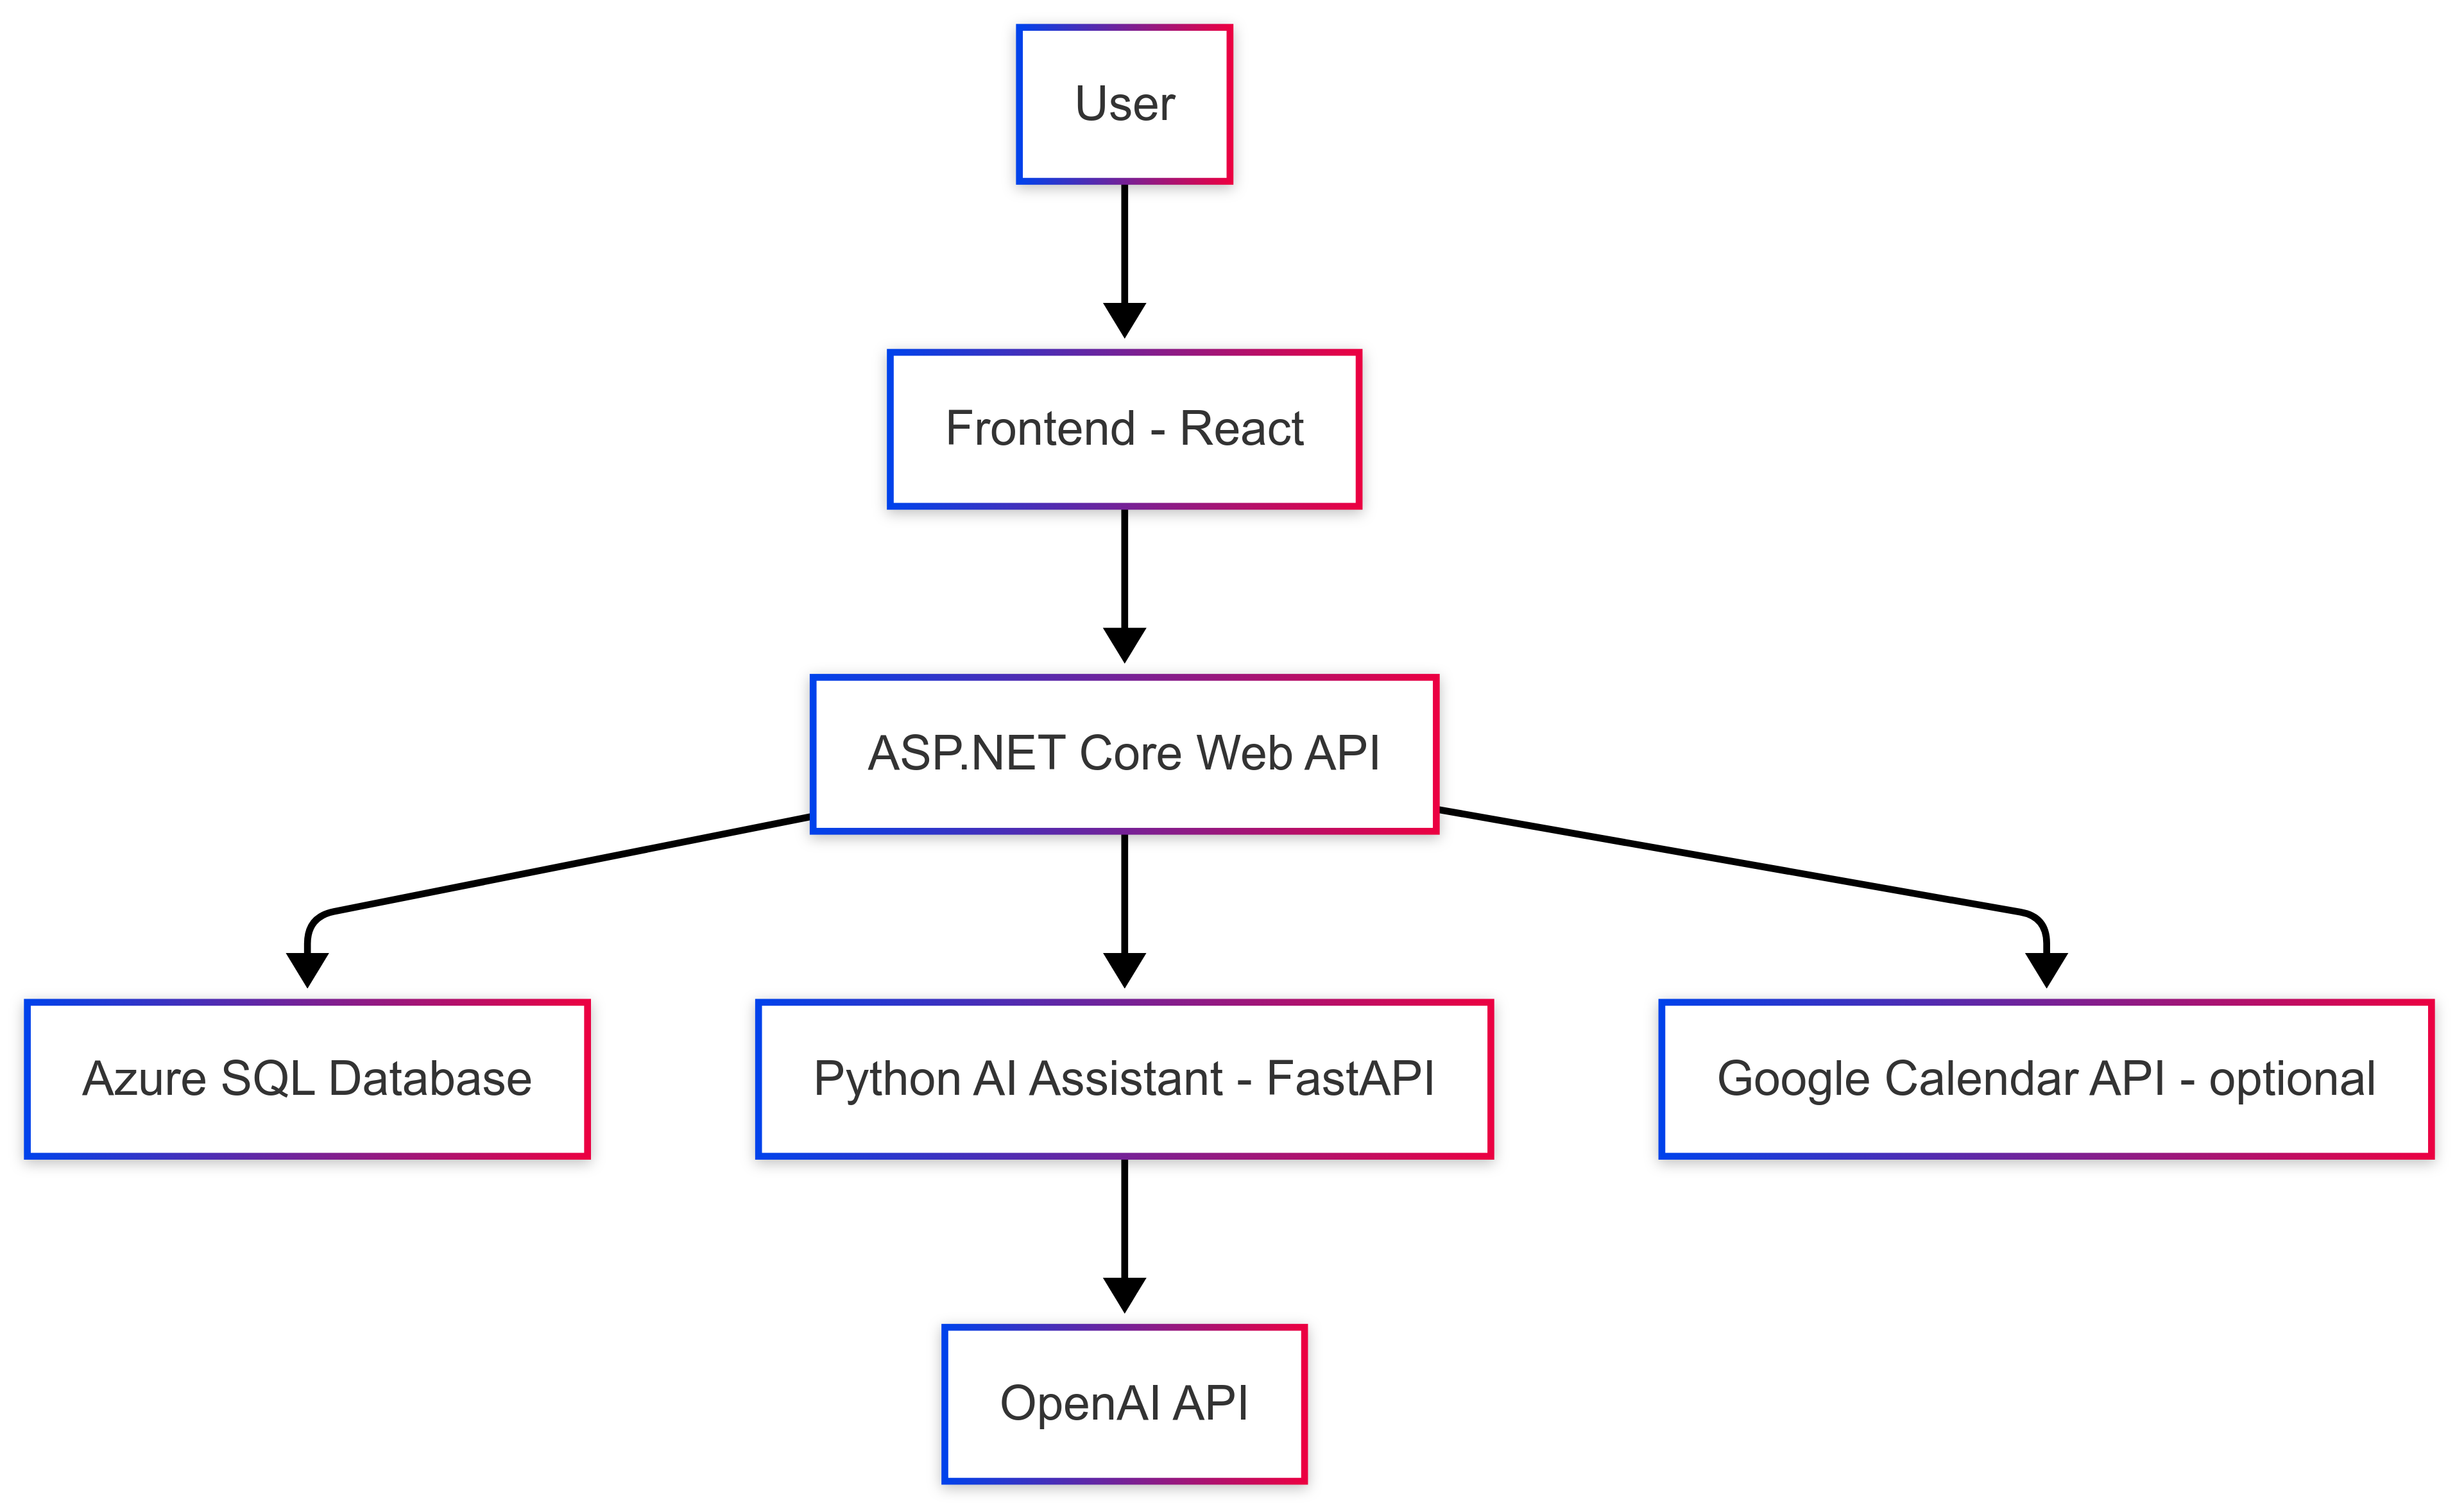 User
Frontend - React
ASP.NET Core Web API
Azure SQL Database
Python AI Assistant - FastAPI
Google Calendar API - optional
OpenAI API